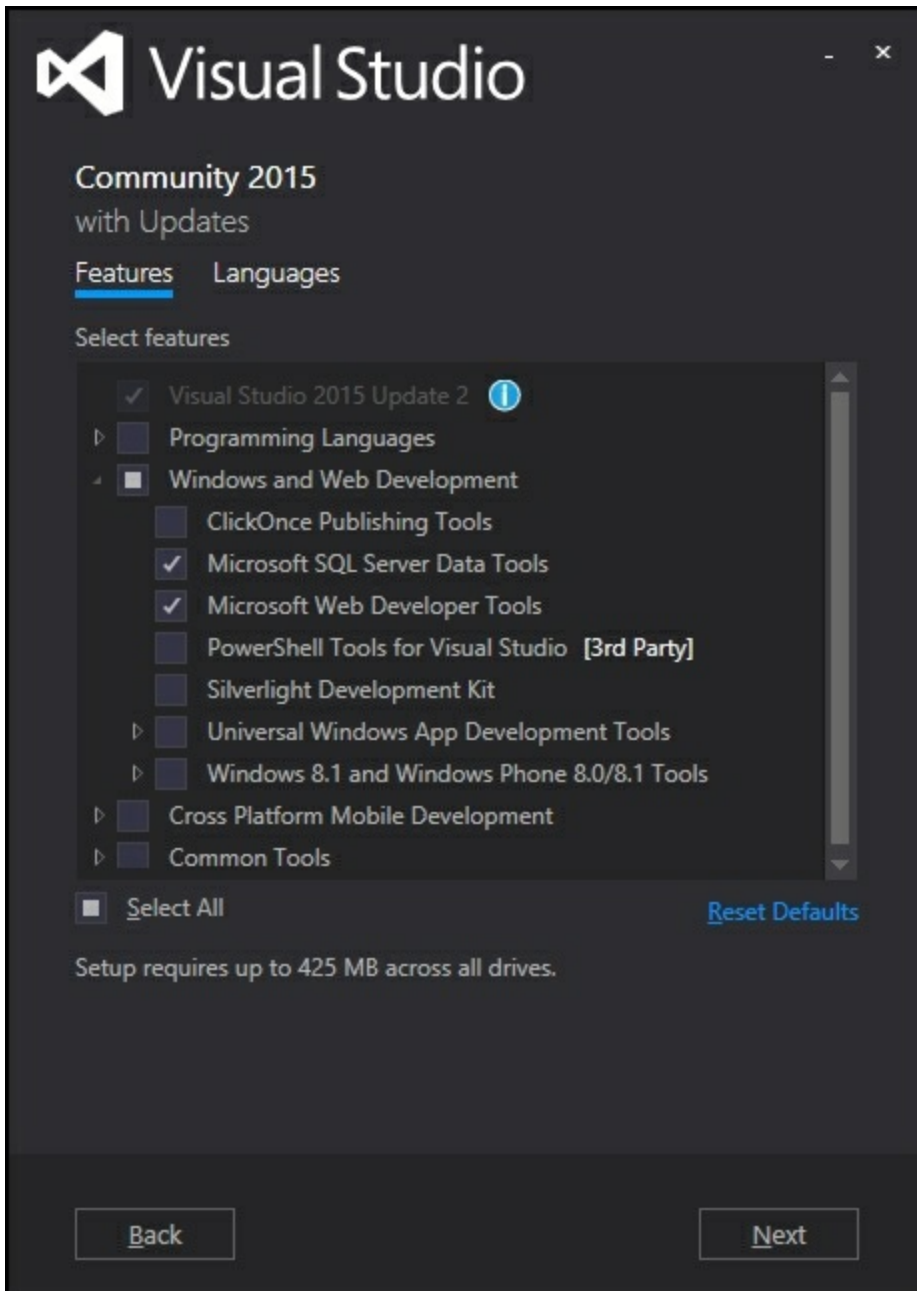 Visual Studio
Community 2015
with Updates
Features Languages
Select features
Visual Studio 2015 Update 2
Programming Languages
Windows and Web Development
ClickOnce Publishing Tools
Microsoft SQL Server Data Tools
Microsoft Web Developer Tools
PowerShell Tools for Visual Studio [3rd Party]
Silverlight Development Kit
Universal Windows App Development Tools
Windows 8.1 and Windows Phone 8.0/8.1 Tools
Cross Platform Mobile Development
Common Tools
Select All Reset Defaults
Setup requires up to 425 MB across all drives.
Back Next